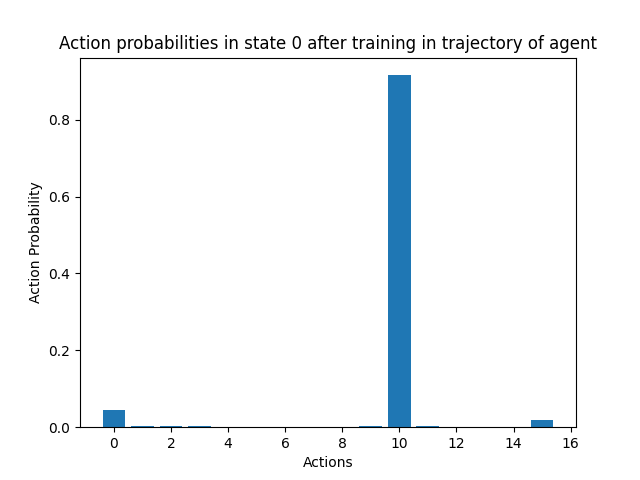 Action probabilities in state 0 after training in trajectory of agent
Action Probability
0.8
0.6
0.4
0.2
0.0
0 2 4 6 8 10 12 14 16
Actions